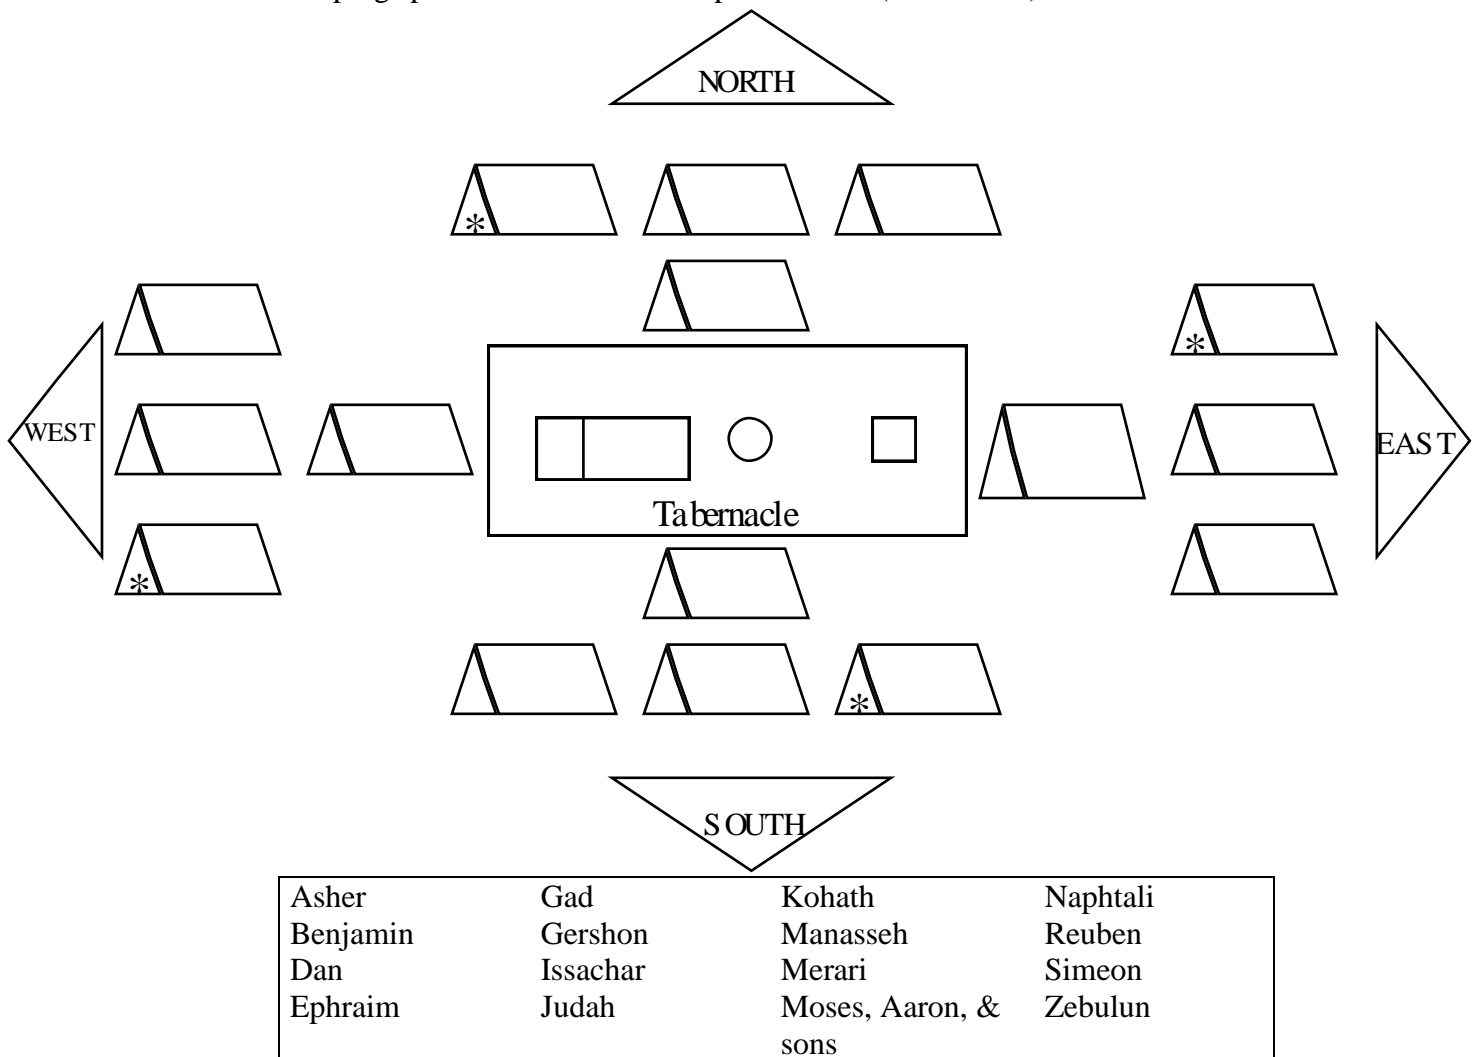 NORTH
*
*
WEST
EAST
Tabernacle
*
*
SOUTH
Asher Gad Kohath Naphtali
Benjamin Gershon Manasseh Reuben
Dan Issachar Merari Simeon
Ephraim Judah Moses, Aaron, & Zebulun
sons